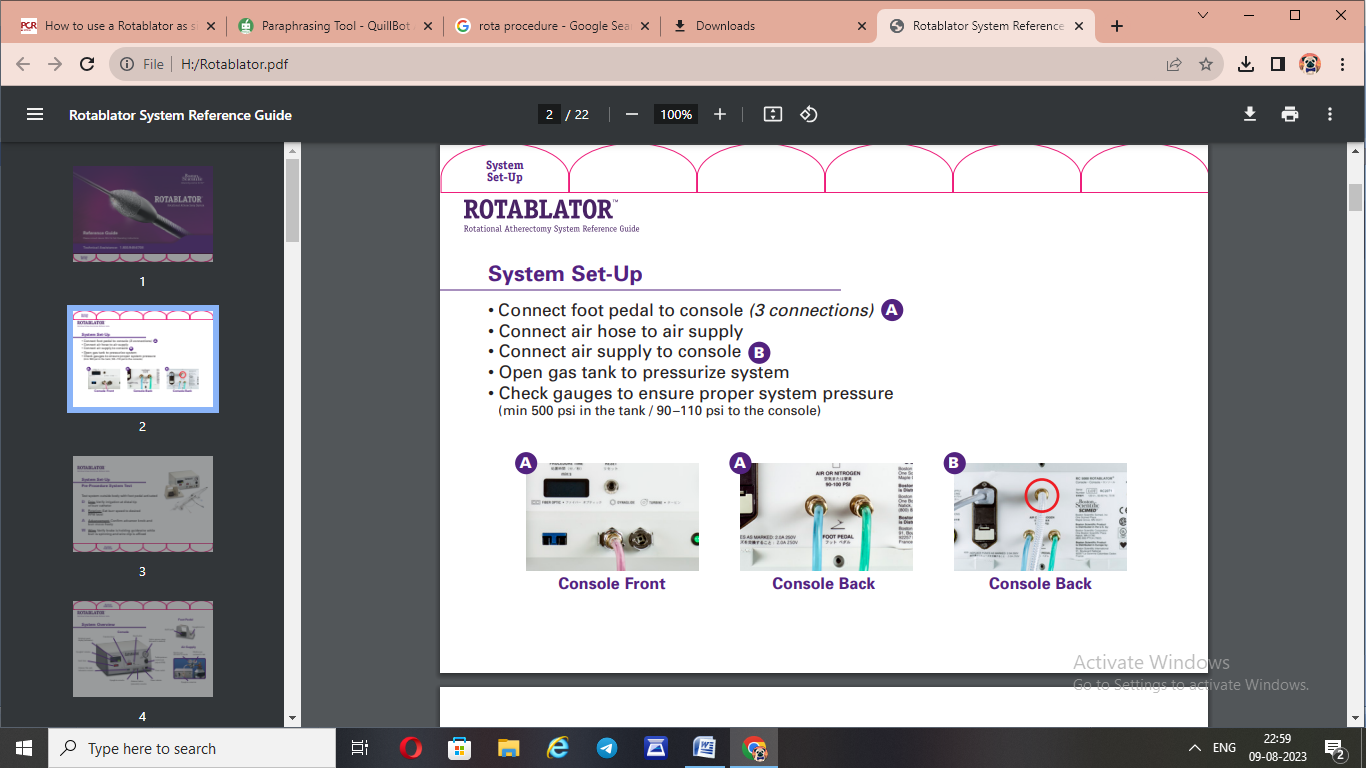 How to use a Rotablator as s
Paraphrasing Tool - QuillBot
rota procedure - Google Sea
Downloads
Rotablator System Reference
File
H:/Rotablator.pdf
Rotablator System Reference Guide
2 / 22
100%
1
2
3
4
System
Set-Up
ROTABLATOR™
Rotational Atherectomy System Reference Guide
System Set-Up
• Connect foot pedal to console (3 connections) A
• Connect air hose to air supply
• Connect air supply to console B
• Open gas tank to pressurize system
• Check gauges to ensure proper system pressure
(min 500 psi in the tank / 90–110 psi to the console)
A
A
B
AIR OR NITROGEN
90-100 PSI
FOOT PEDAL
Console Front
Console Back
Console Back
Activate Windows
Go to Settings to activate Windows.
Type here to search
ENG
22:59
09-08-2023
2